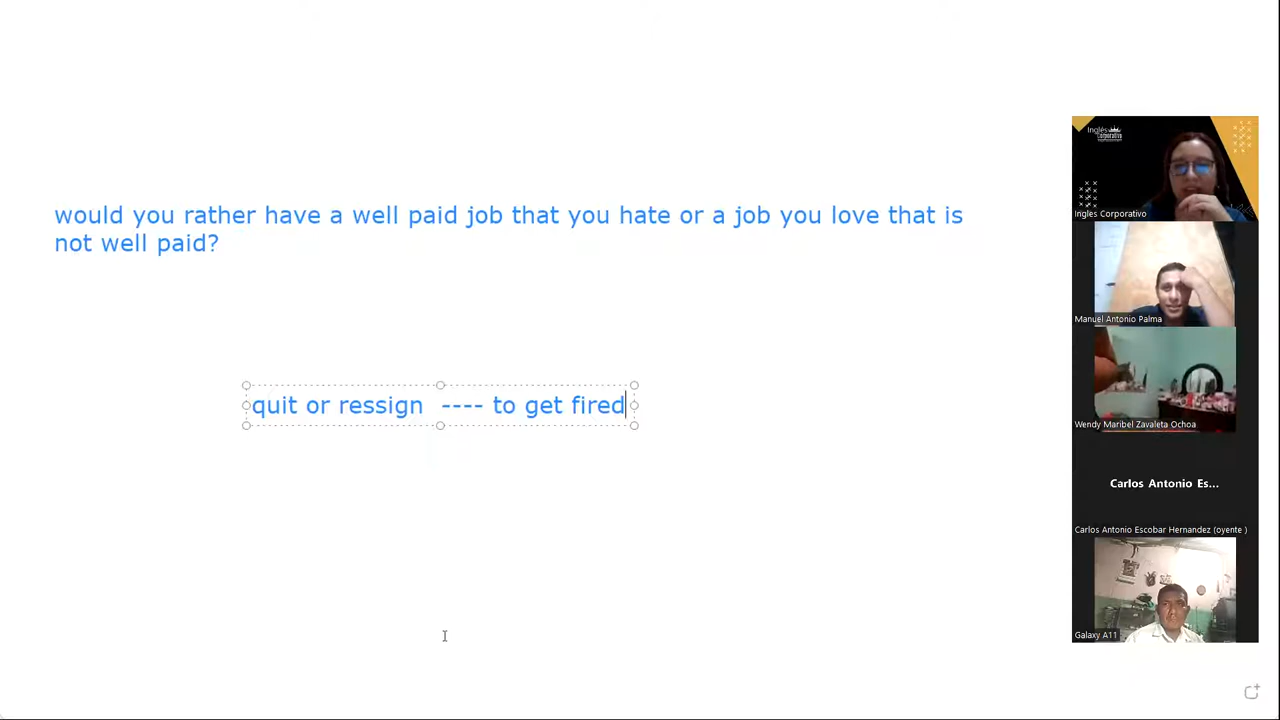 would you rather have a well paid job that you hate or a job you love that is
not well paid?
quit or ressign ---- to get fired
Inglés
Corporativo
Ingles Corporativo
Manuel Antonio Palma
Wendy Maribel Zavaleta Ochoa
Carlos Antonio Es...
Carlos Antonio Escobar Hernandez (oyente )
Galaxy A11